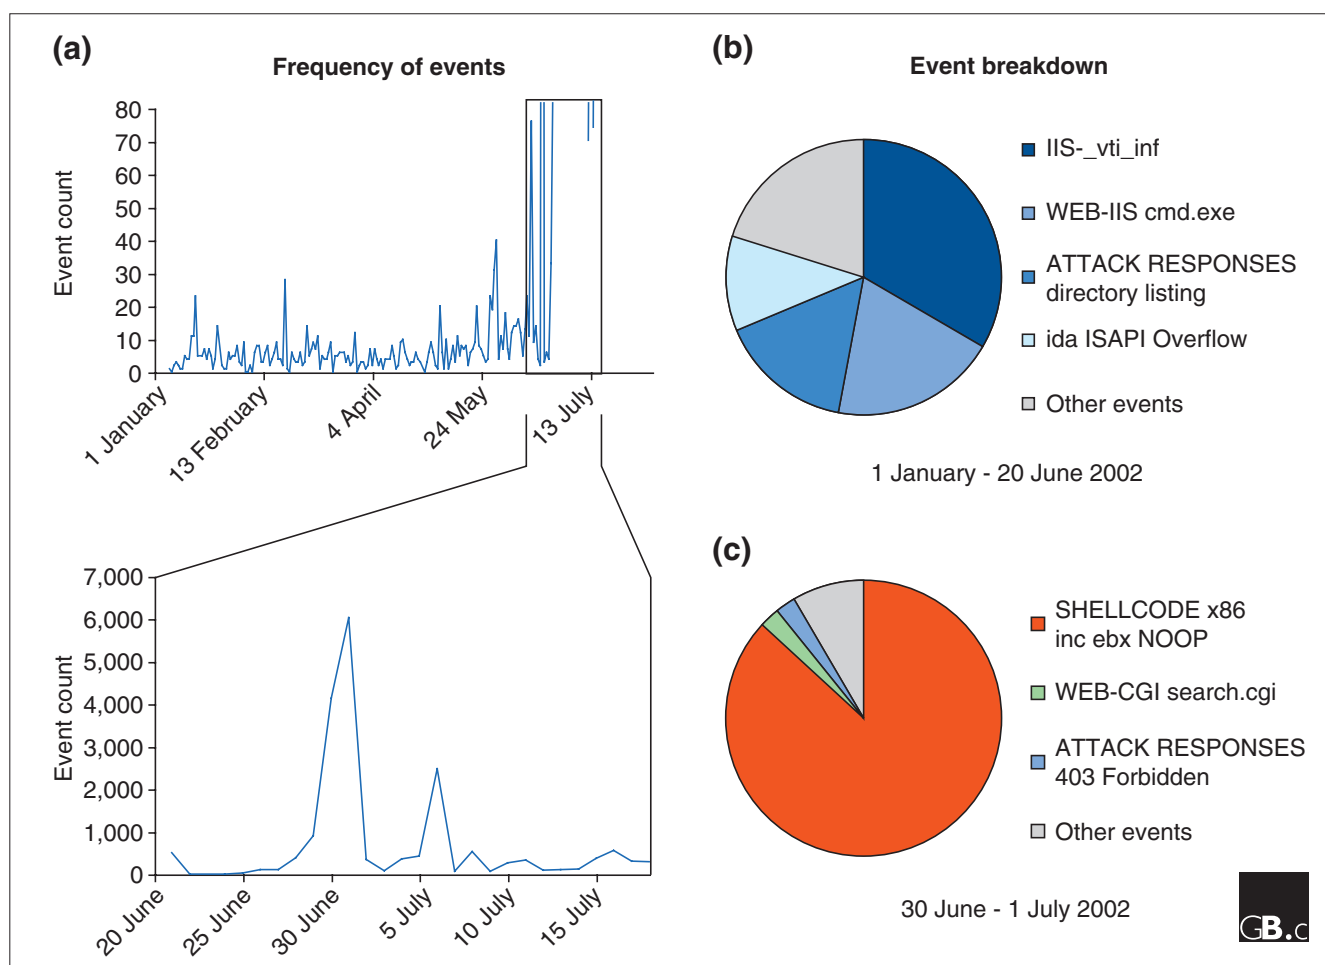 (a)
Frequency of events
Event count
80
70
60
50
40
30
20
10
0
1 January
13 February
4 April
24 May
13 July
Event count
7,000
6,000
5,000
4,000
3,000
2,000
1,000
0
20 June
25 June
30 June
5 July
10 July
15 July
(b)
Event breakdown
IIS-_vti_inf
WEB-IIS cmd.exe
ATTACK RESPONSES
directory listing
ida ISAPI Overflow
Other events
1 January - 20 June 2002
(c)
SHELLCODE x86
inc ebx NOOP
WEB-CGI search.cgi
ATTACK RESPONSES
403 Forbidden
Other events
30 June - 1 July 2002
GB.c